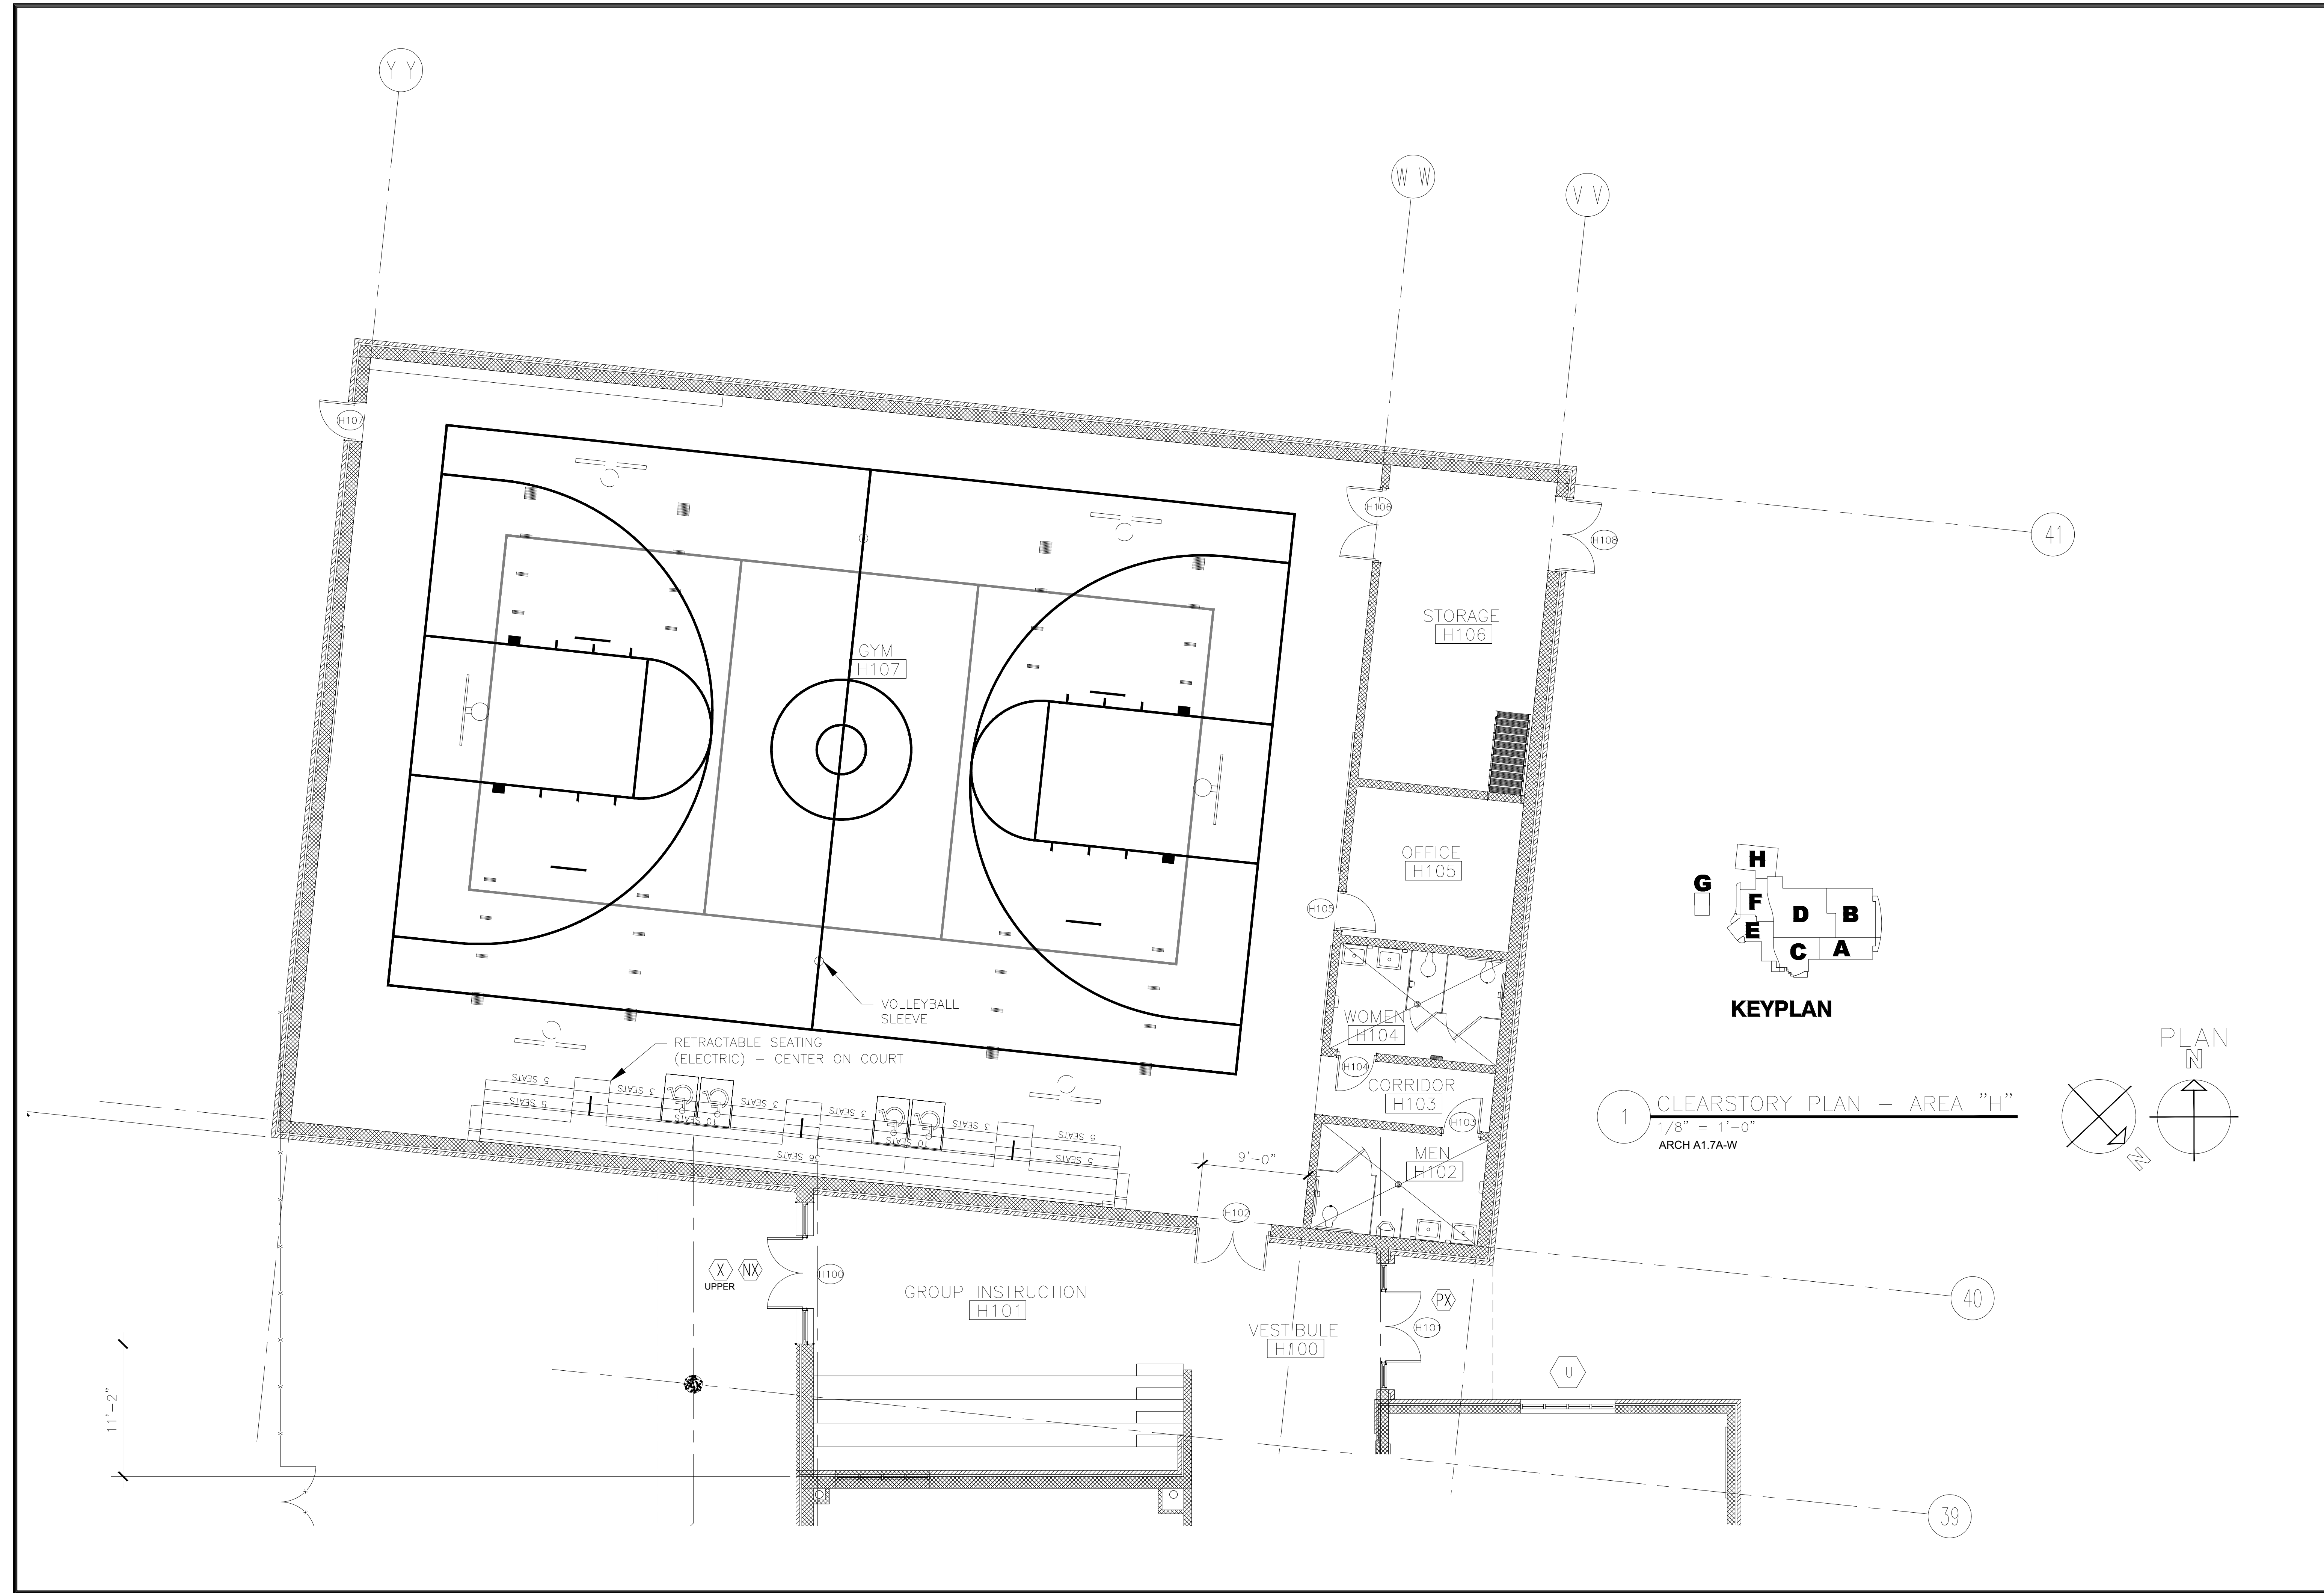 Y Y
W W
V V
H107
H106
H108
41
STORAGE
H106
GYM
H107
OFFICE
H105
H105
H
G
F
D
B
E
C
A
KEYPLAN
VOLLEYBALL
SLEEVE
WOMEN
H104
RETRACTABLE SEATING
(ELECTRIC) – CENTER ON COURT
H104
CORRIDOR
H103
H103
PLAN
N
1
CLEARSTORY PLAN – AREA "H"
1/8" = 1'–0"
ARCH A1.7A-W
N
5 SEATS
3 SEATS
3 SEATS
3 SEATS
3 SEATS
5 SEATS
5 SEATS
10 SEATS
10 SEATS
5 SEATS
36 SEATS
9'–0"
MEN
H102
H102
X
NX
UPPER
H100
GROUP INSTRUCTION
H101
PX
H101
40
VESTIBULE
H100
U
11'–2"
39